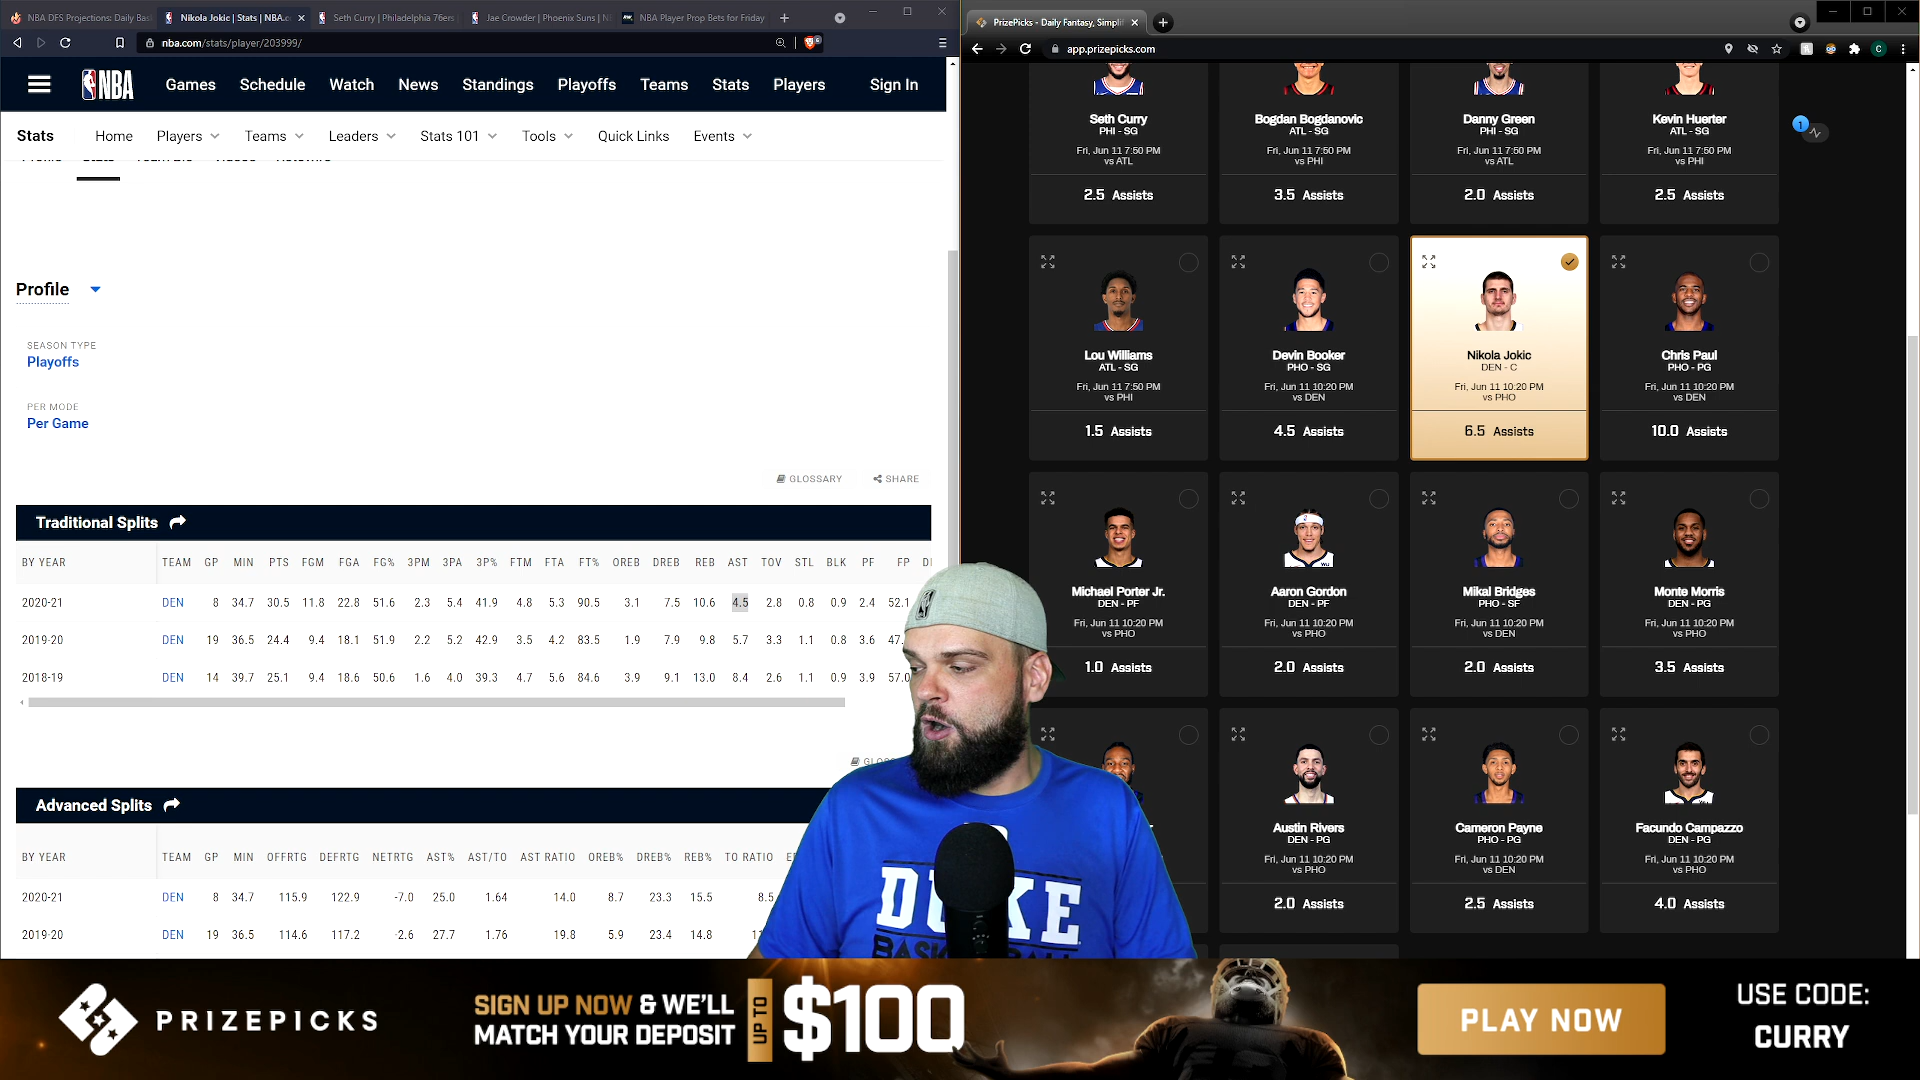 NBA DFS Projections: Daily Bas
Nikola Jokic | Stats | NBA.c
Seth Curry | Philadelphia 76ers
Jae Crowder | Phoenix Suns | N
NBA Player Prop Bets for Friday
nba.com/stats/player/203999/
NBA
Games
Schedule
Watch
News
Standings
Playoffs
Teams
Stats
Players
Sign In
Stats
Home
Players
Teams
Leaders
Stats 101
Tools
Quick Links
Events
Profile
SEASON TYPE
Playoffs
PER MODE
Per Game
GLOSSARY
SHARE
Traditional Splits
BY YEAR TEAM GP MIN PTS FGM FGA FG% 3PM 3PA 3P% FTM FTA FT% OREB DREB REB AST TOV STL BLK PF FP D
2020-21 DEN 8 34.7 30.5 11.8 22.8 51.6 2.3 5.4 41.9 4.8 5.3 90.5 3.1 7.5 10.6 4.5 2.8 0.8 0.9 2.4 52.1
2019-20 DEN 19 36.5 24.4 9.4 18.1 51.9 2.2 5.2 42.9 3.5 4.2 83.5 1.9 7.9 9.8 5.7 3.3 1.1 0.8 3.6 47.
2018-19 DEN 14 39.7 25.1 9.4 18.6 50.6 1.6 4.0 39.3 4.7 5.6 84.6 3.9 9.1 13.0 8.4 2.6 1.1 0.9 3.9 57.0
GLOS
Advanced Splits
BY YEAR TEAM GP MIN OFFRTG DEFRTG NETRTG AST% AST/TO AST RATIO OREB% DREB% REB% TO RATIO E
2020-21 DEN 8 34.7 115.9 122.9 -7.0 25.0 1.64 14.0 8.7 23.3 15.5 8.5
2019-20 DEN 19 36.5 114.6 117.2 -2.6 27.7 1.76 19.8 5.9 23.4 14.8 1
PrizePicks - Daily Fantasy, Simplif
app.prizepicks.com
C
1
Seth Curry
PHI - SG
Fri, Jun 11 7:50 PM
vs ATL
2.5 Assists
Bogdan Bogdanovic
ATL - SG
Fri, Jun 11 7:50 PM
vs PHI
3.5 Assists
Danny Green
PHI - SG
Fri, Jun 11 7:50 PM
vs ATL
2.0 Assists
Kevin Huerter
ATL - SG
Fri, Jun 11 7:50 PM
vs PHI
2.5 Assists
Lou Williams
ATL - SG
Fri, Jun 11 7:50 PM
vs PHI
1.5 Assists
Devin Booker
PHO - SG
Fri, Jun 11 10:20 PM
vs DEN
4.5 Assists
Nikola Jokic
DEN - C
Fri, Jun 11 10:20 PM
vs PHO
6.5 Assists
Chris Paul
PHO - PG
Fri, Jun 11 10:20 PM
vs DEN
10.0 Assists
Michael Porter Jr.
DEN - PF
Fri, Jun 11 10:20 PM
vs PHO
1.0 Assists
Aaron Gordon
DEN - PF
Fri, Jun 11 10:20 PM
vs PHO
2.0 Assists
Mikal Bridges
PHO - SF
Fri, Jun 11 10:20 PM
vs DEN
2.0 Assists
Monte Morris
DEN - PG
Fri, Jun 11 10:20 PM
vs PHO
3.5 Assists
Austin Rivers
DEN - PG
Fri, Jun 11 10:20 PM
vs PHO
2.0 Assists
Cameron Payne
PHO - PG
Fri, Jun 11 10:20 PM
vs DEN
2.5 Assists
Facundo Campazzo
DEN - PG
Fri, Jun 11 10:20 PM
vs PHO
4.0 Assists
DUKE
BASKETBALL
PRIZEPICKS
SIGN UP NOW & WE'LL
MATCH YOUR DEPOSIT
UP TO
$100
PLAY NOW
USE CODE:
CURRY